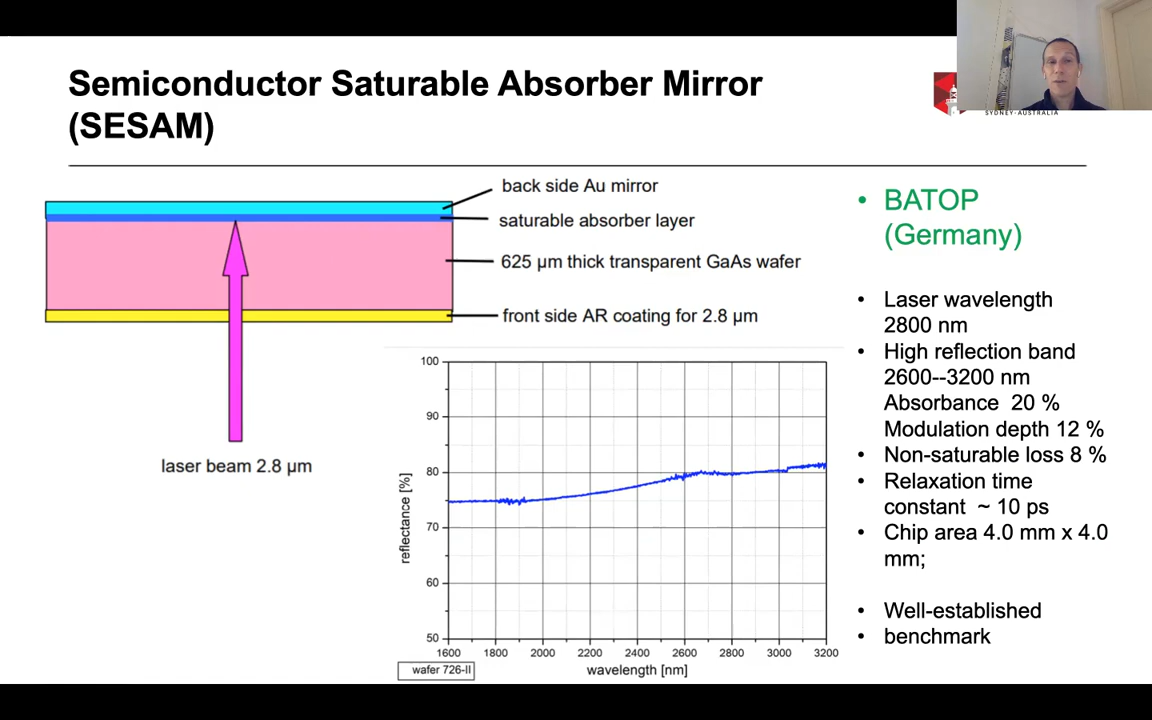 Semiconductor Saturable Absorber Mirror
(SESAM)
SYDNEY-AUSTRALIA
back side Au mirror
saturable absorber layer
625 µm thick transparent GaAs wafer
front side AR coating for 2.8 µm
laser beam 2.8 µm
100
90
80
70
60
50
reflectance [%]
1600 1800 2000 2200 2400 2600 2800 3000 3200
wavelength [nm]
wafer 726-II
• BATOP
(Germany)
• Laser wavelength
2800 nm
• High reflection band
2600--3200 nm
Absorbance 20 %
Modulation depth 12 %
• Non-saturable loss 8 %
• Relaxation time
constant ~ 10 ps
• Chip area 4.0 mm x 4.0
mm;
• Well-established
• benchmark